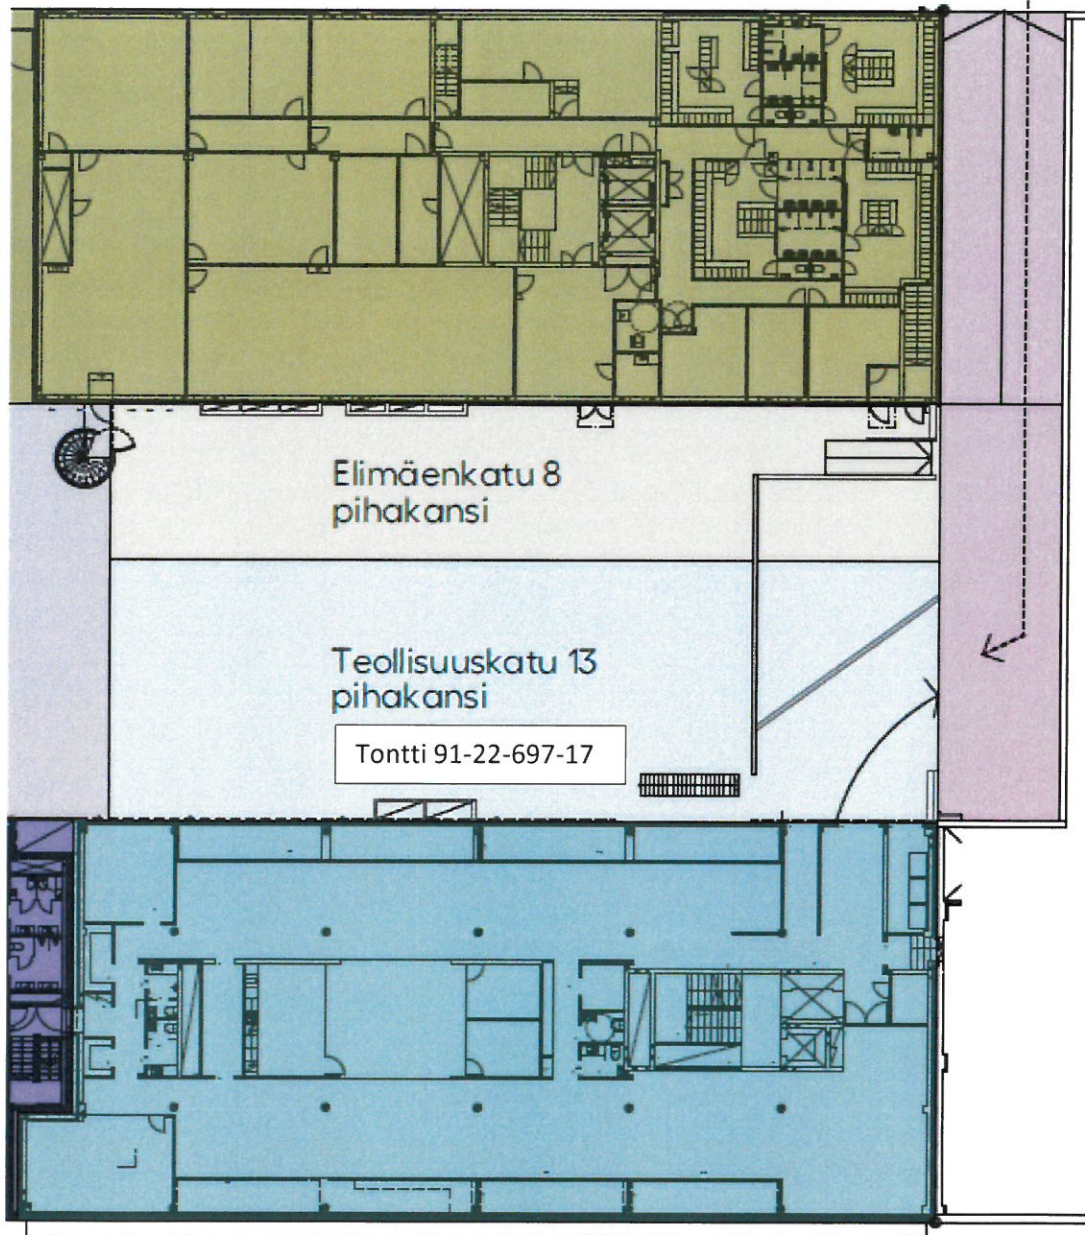 Elimäenkatu 8
pihakansi
Teollisuuskatu 13
pihakansi
Tontti 91-22-697-17